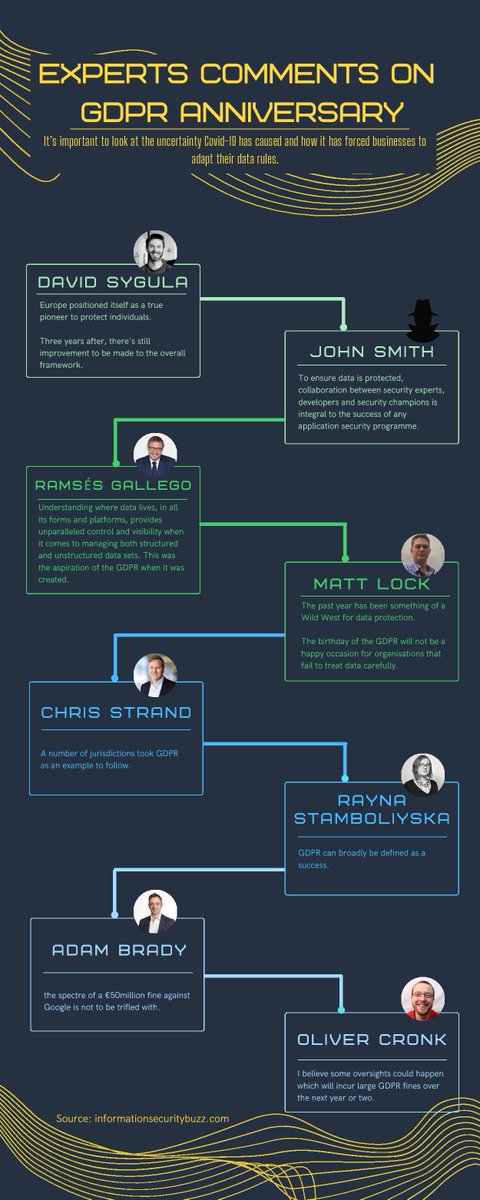 EXPERTS COMMENTS ON
GDPR ANNIVERSARY
It's important to look at the uncertainty Covid-19 has caused and how it has forced businesses to
adapt their data rules.
DAVID SYGULA
Europe positioned itself as a true
pioneer to protect individuals.
Three years after, there's still
improvement to be made to the overall
framework.
JOHN SMITH
To ensure data is protected,
collaboration between security experts,
developers and security champions is
integral to the success of any
application security programme.
RAMSÉS GALLEGO
Understanding where data lives, in all
its forms and platforms, provides
unparalleled control and visibility when
it comes to managing both structured
and unstructured data sets. This was
the aspiration of the GDPR when it was
created.
MATT LOCK
The past year has been something of a
Wild West for data protection.
The birthday of the GDPR will not be a
happy occasion for organisations that
fail to treat data carefully.
CHRIS STRAND
A number of jurisdictions took GDPR
as an example to follow.
RAYNA
STAMBOLIYSKA
GDPR can broadly be defined as a
success.
ADAM BRADY
the spectre of a €50million fine against
Google is not to be trifled with.
OLIVER CRONK
I believe some oversights could happen
which will incur large GDPR fines over
the next year or two.
Source: informationsecuritybuzz.com